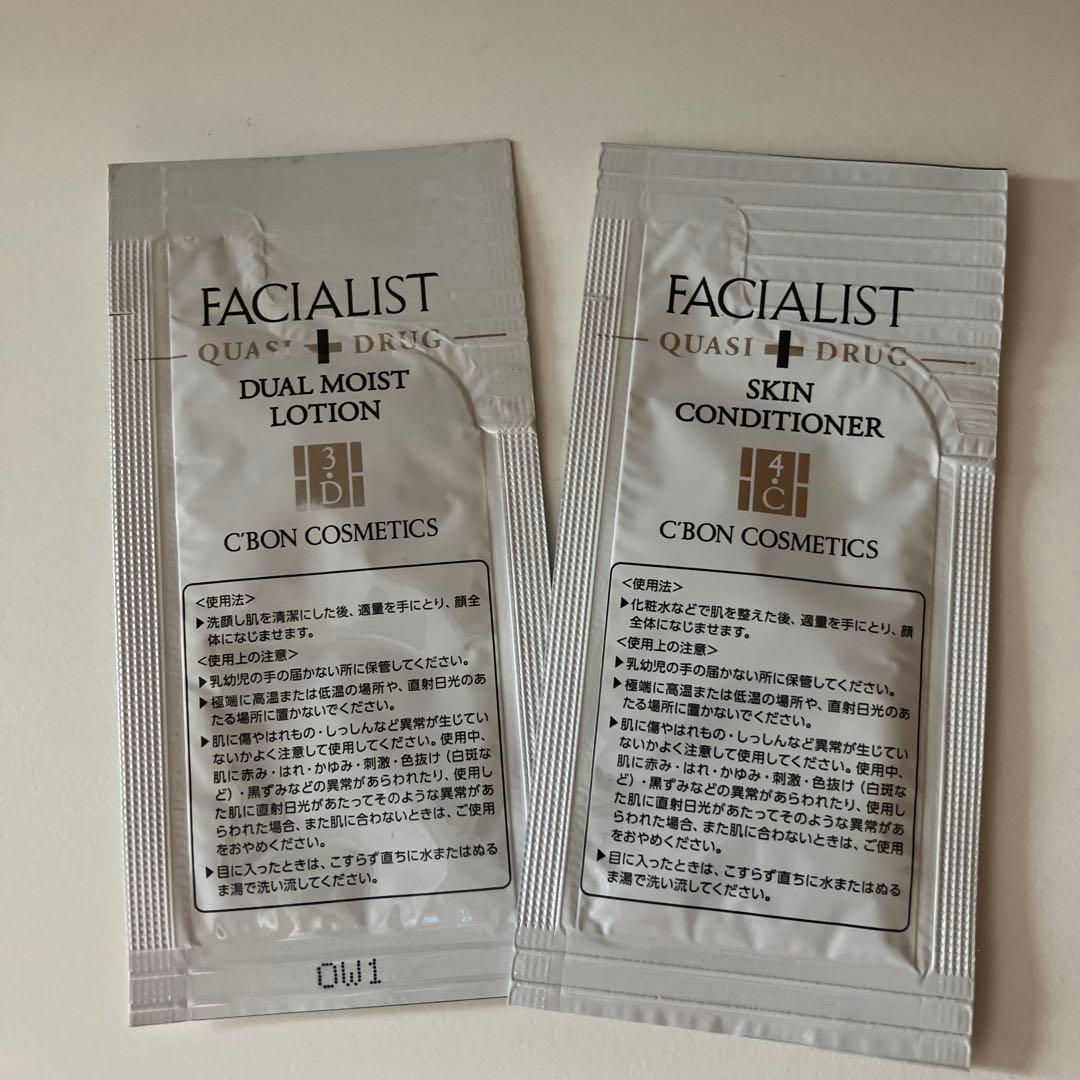 FACIALIST
QUASI DRUG
DUAL MOIST
LOTION
3・D
C'BON COSMETICS
<使用法>
▶洗顔し肌を清潔にした後、適量を手にとり、顔全
体になじませます。
<使用上の注意>
▶乳幼児の手の届かない所に保管してください。
▶極端に高温または低温の場所や、直射日光のあ
たる場所に置かないでください。
▶肌に傷やはれもの・しっしんなど異常が生じてい
ないかよく注意して使用してください。使用中、
肌に赤み・はれ・かゆみ・刺激・色抜け(白斑な
ど)・黒ずみなどの異常があらわれたり、使用し
た肌に直射日光があたってそのような異常があ
らわれた場合、また肌に合わないときは、ご使用
をおやめください。
▶目に入ったときは、こすらず直ちに水またはぬる
ま湯で洗い流してください。
OW1
FACIALIST
QUASI DRUG
SKIN
CONDITIONER
4・C
C'BON COSMETICS
<使用法>
▶化粧水などで肌を整えた後、適量を手にとり、顔
全体になじませます。
<使用上の注意>
▶乳幼児の手の届かない所に保管してください。
▶極端に高温または低温の場所や、直射日光のあ
たる場所に置かないでください。
▶肌に傷やはれもの・しっしんなど異常が生じてい
ないかよく注意して使用してください。使用中、
肌に赤み・はれ・かゆみ・刺激・色抜け(白斑な
ど)・黒ずみなどの異常があらわれたり、使用し
た肌に直射日光があたってそのような異常があ
らわれた場合、また肌に合わないときは、ご使用
をおやめください。
▶目に入ったときは、こすらず直ちに水またはぬる
ま湯で洗い流してください。